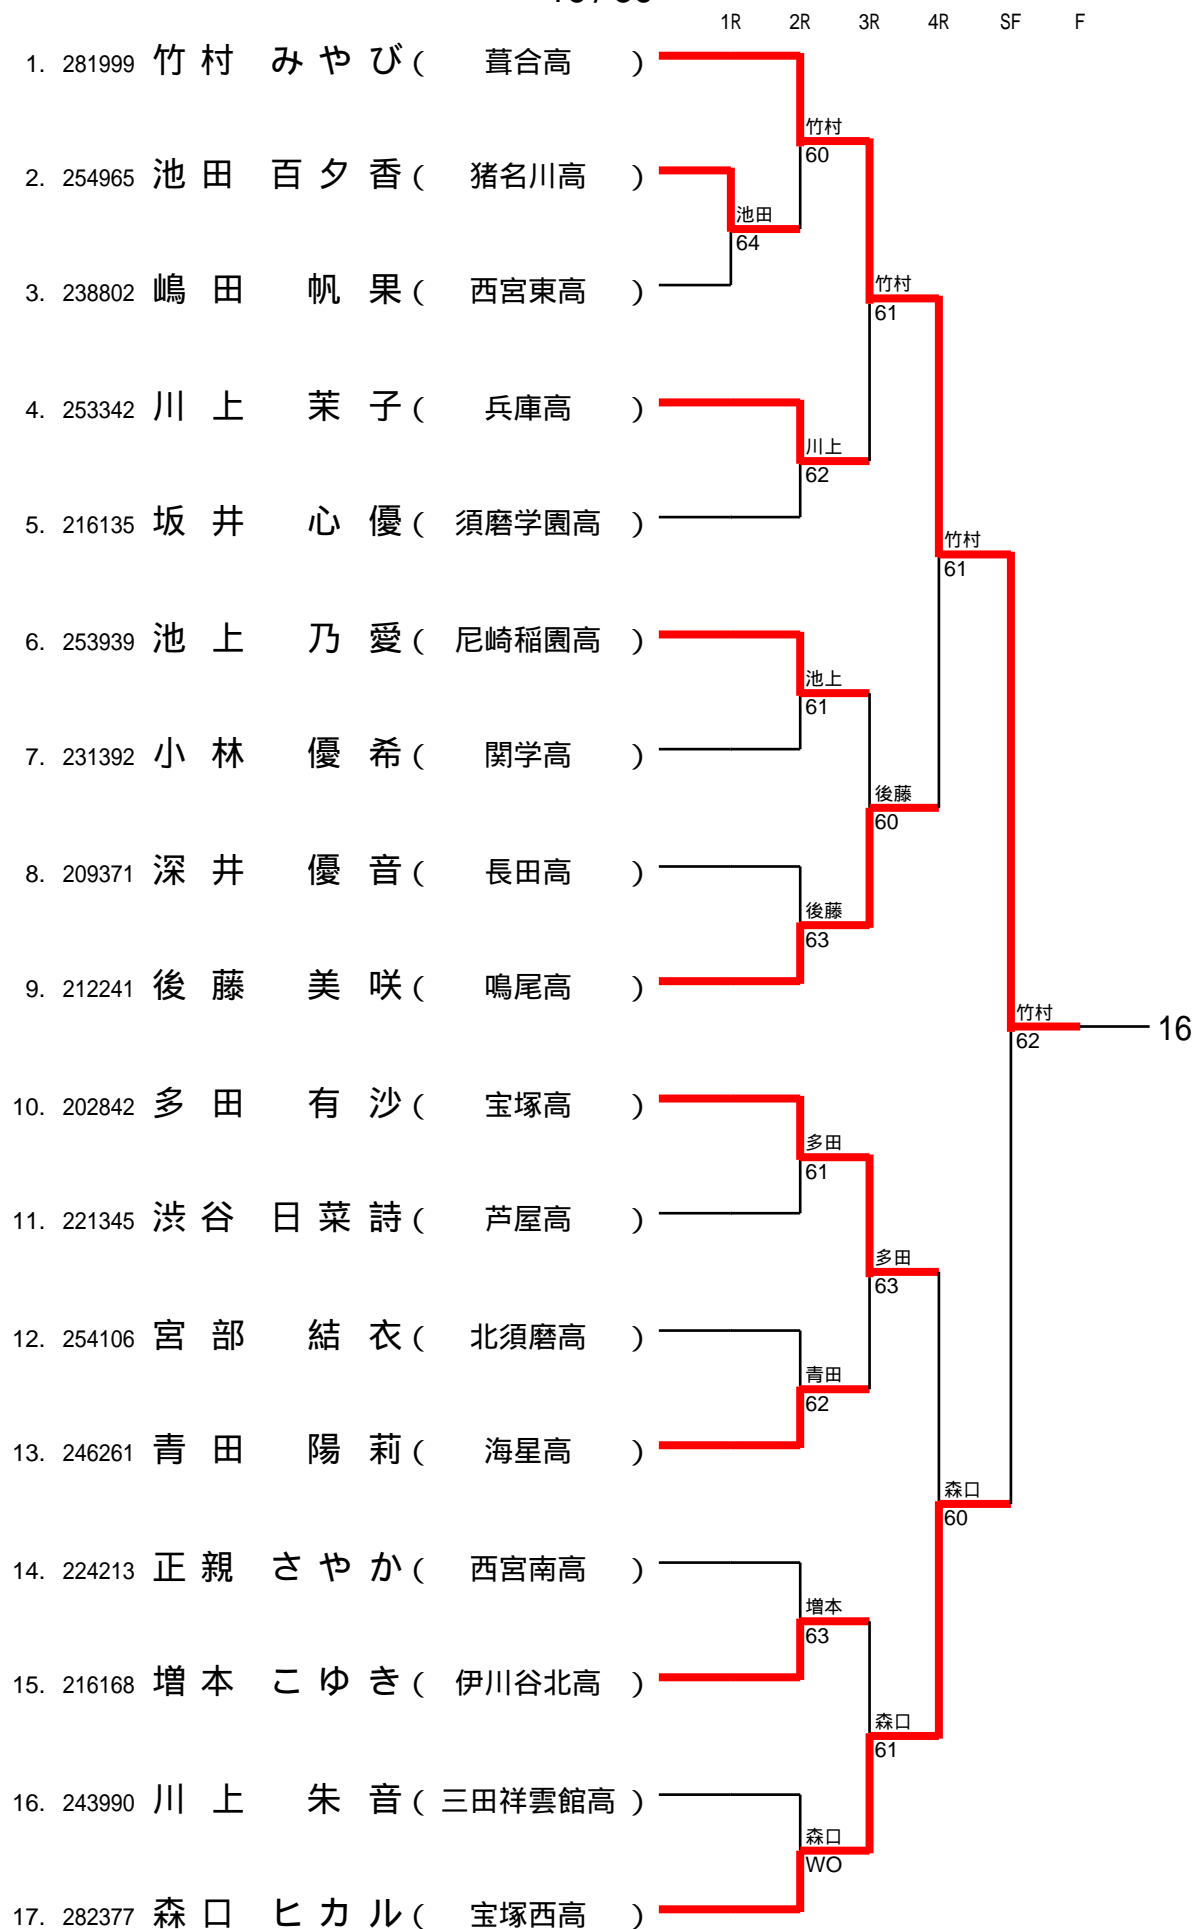 1R 2R 3R 4R SF F
1. 281999 竹村 みやび ( 葺合高 )
竹村
60
2. 254965 池田 百夕香 ( 猪名川高 )
池田
64
3. 238802 嶋田 帆果 ( 西宮東高 )
竹村
61
4. 253342 川上 茉子 ( 兵庫高 )
川上
62
5. 216135 坂井 心優 ( 須磨学園高 )
竹村
61
6. 253939 池上 乃愛 ( 尼崎稲園高 )
池上
61
7. 231392 小林 優希 ( 関学高 )
後藤
60
8. 209371 深井 優音 ( 長田高 )
後藤
63
9. 212241 後藤 美咲 ( 鳴尾高 )
竹村
62
16
10. 202842 多田 有沙 ( 宝塚高 )
多田
61
11. 221345 渋谷 日菜詩 ( 芦屋高 )
多田
63
12. 254106 宮部 結衣 ( 北須磨高 )
青田
62
13. 246261 青田 陽莉 ( 海星高 )
森口
60
14. 224213 正親 さやか ( 西宮南高 )
増本
63
15. 216168 増本 こゆき ( 伊川谷北高 )
森口
61
16. 243990 川上 朱音 ( 三田祥雲館高 )
森口
WO
17. 282377 森口 ヒカル ( 宝塚西高 )